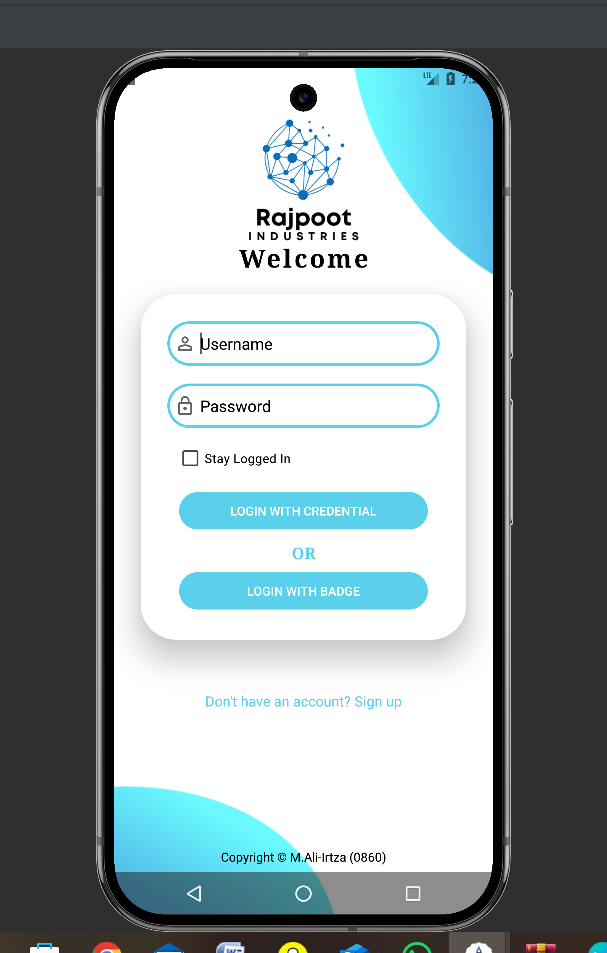 LTE
Rajpoot
INDUSTRIES
Welcome
Username
Password
Stay Logged In
LOGIN WITH CREDENTIAL
OR
LOGIN WITH BADGE
Don't have an account? Sign up
Copyright © M.Ali-Irtza (0860)